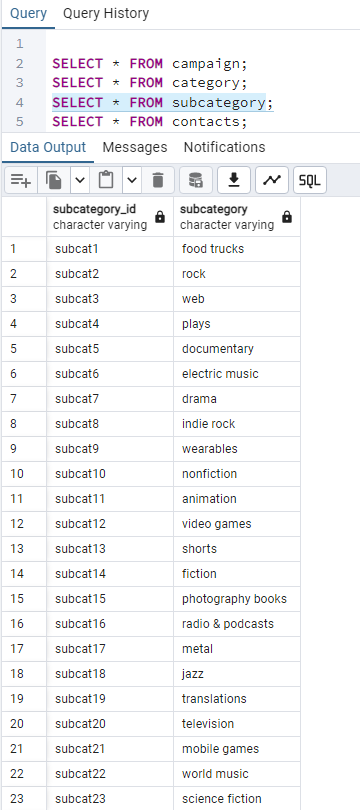 Query Query History
1
2 SELECT * FROM campaign;
3 SELECT * FROM category;
4 SELECT * FROM subcategory;
5 SELECT * FROM contacts;
Data Output Messages Notifications
SQL
subcategory_id subcategory
character varying character varying
1 subcat1 food trucks
2 subcat2 rock
3 subcat3 web
4 subcat4 plays
5 subcat5 documentary
6 subcat6 electric music
7 subcat7 drama
8 subcat8 indie rock
9 subcat9 wearables
10 subcat10 nonfiction
11 subcat11 animation
12 subcat12 video games
13 subcat13 shorts
14 subcat14 fiction
15 subcat15 photography books
16 subcat16 radio & podcasts
17 subcat17 metal
18 subcat18 jazz
19 subcat19 translations
20 subcat20 television
21 subcat21 mobile games
22 subcat22 world music
23 subcat23 science fiction